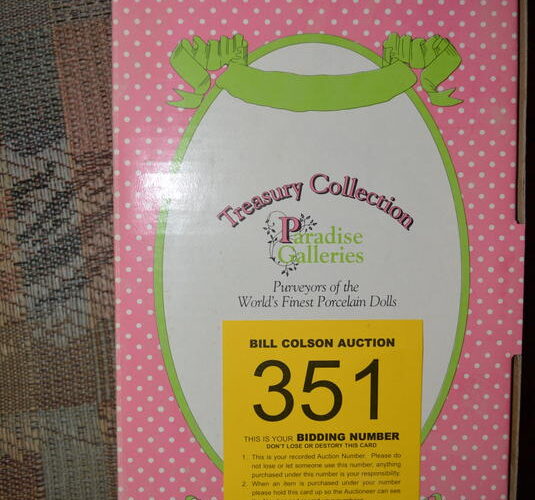 Treasury Collection
Paradise
Galleries
Purveyors of the
World's Finest Porcelain Dolls
BILL COLSON AUCTION
351
THIS IS YOUR BIDDING NUMBER
DON'T LOSE OR DESTORY THIS CARD
1. This is your recorded Auction Number. Please do
not lose or let someone use this number, anything
purchased under this number is your responsibility.
2. When an item is purchased under your number
please hold this card up so the Auctioneer can see